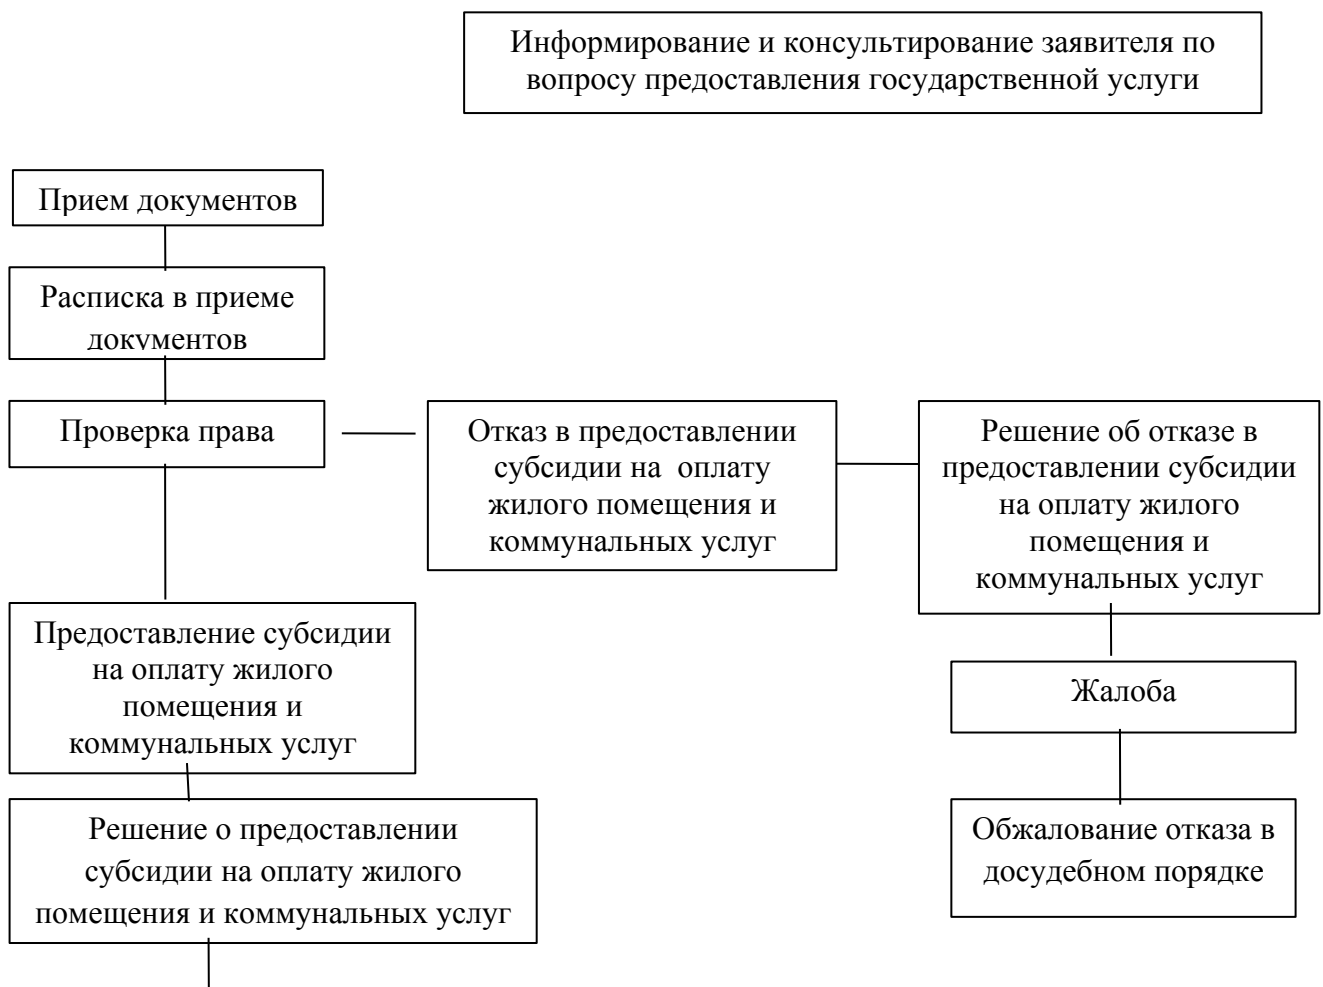 Информирование и консультирование заявителя по
вопросу предоставления государственной услуги
Прием документов
Расписка в приеме
документов
Проверка права
Отказ в предоставлении
субсидии на оплату
жилого помещения и
коммунальных услуг
Решение об отказе в
предоставлении субсидии
на оплату жилого
помещения и
коммунальных услуг
Предоставление субсидии
на оплату жилого
помещения и
коммунальных услуг
Жалоба
Решение о предоставлении
субсидии на оплату жилого
помещения и коммунальных услуг
Обжалование отказа в
досудебном порядке